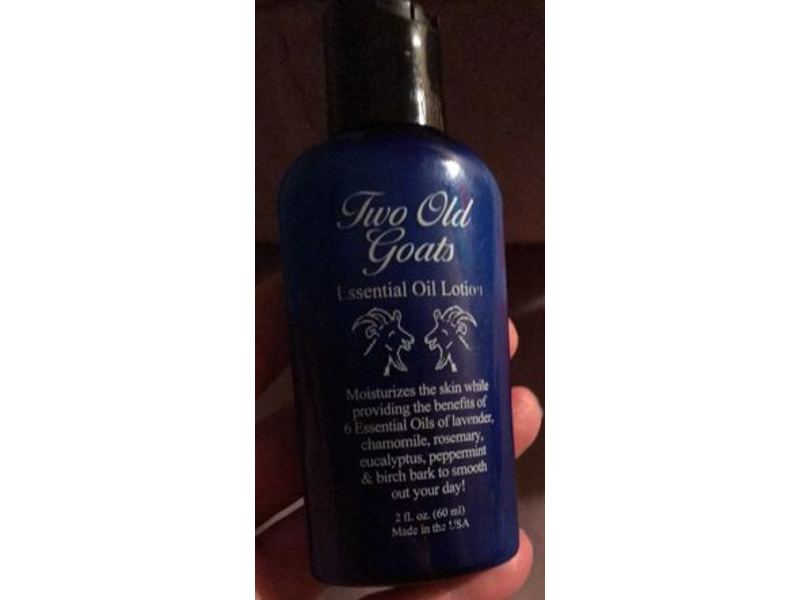 Two Old
Goats
Essential Oil Lotion
Moisturizes the skin while
providing the benefits of
6 Essential Oils of lavender,
chamomile, rosemary,
eucalyptus, peppermint
& birch bark to smooth
out your day!
2 fl. oz. (60 ml)
Made in the USA